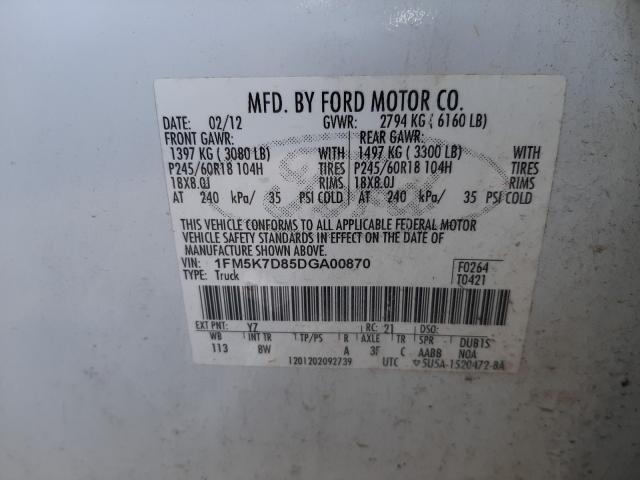 MFD. BY FORD MOTOR CO.
DATE: 02/12 GVWR: 2794 KG ( 6160 LB)
FRONT GAWR: REAR GAWR:
1397 KG ( 3080 LB) WITH 1497 KG ( 3300 LB) WITH
P245/60R18 104H TIRES P245/60R18 104H TIRES
18X8.0J RIMS 18X8.0J RIMS
AT 240 kPa/ 35 PSI COLD AT 240 kPa/ 35 PSI COLD
THIS VEHICLE CONFORMS TO ALL APPLICABLE FEDERAL MOTOR
VEHICLE SAFETY STANDARDS IN EFFECT ON THE DATE OF
MANUFACTURE SHOWN ABOVE.
VIN: 1FM5K7D85DGA00870 F0264
TYPE: Truck T0421
EXT PNT: YZ RC: 21 DSO:
WB INT TR TP/PS R AXLE TR SPR DUB1S
113 8W A 3F C AABB NOA
1201202092739 UTC ▽5U5A-1520472-BA